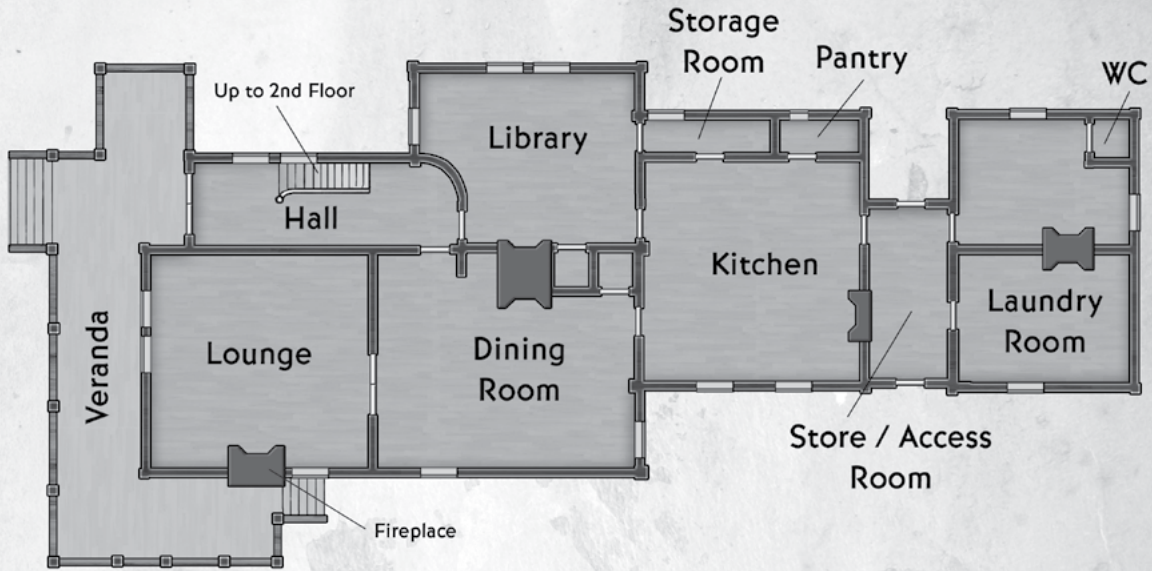 Storage
Room
Pantry
WC
Up to 2nd Floor
Library
Hall
Kitchen
Veranda
Lounge
Dining
Room
Laundry
Room
Store / Access
Room
Fireplace